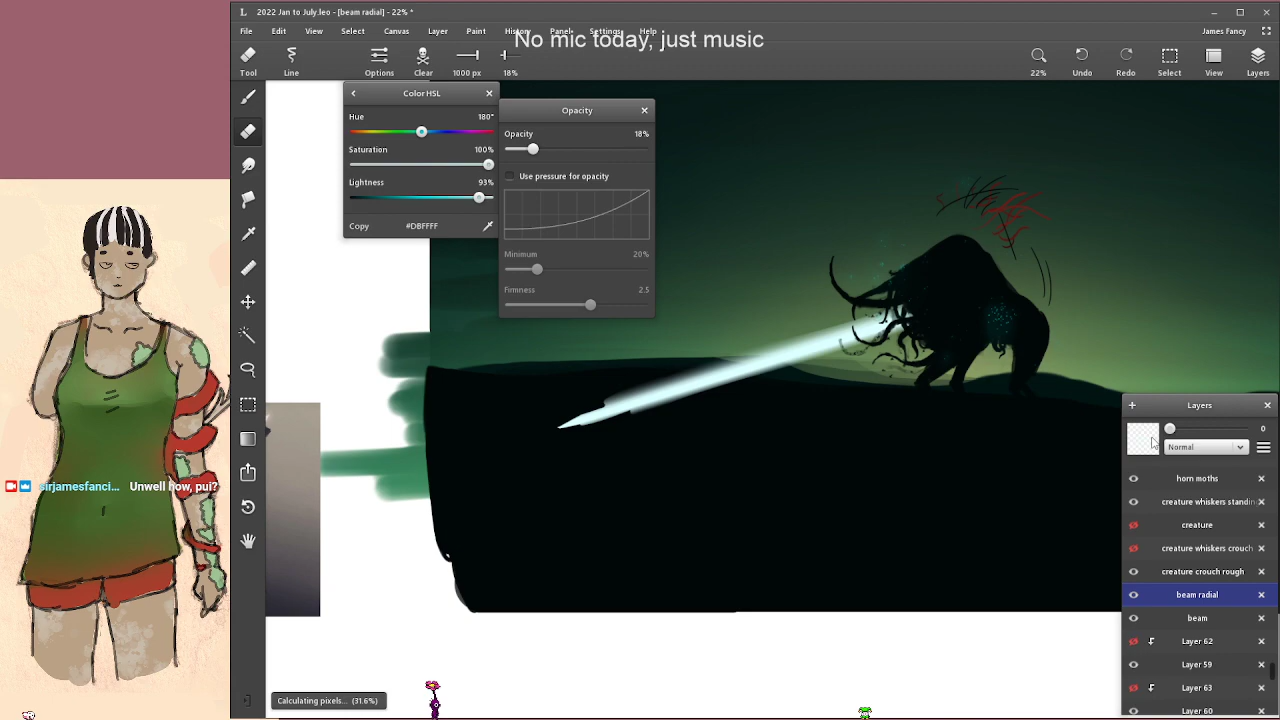 2022 Jan to July.leo - [beam radial] - 22% *
File Edit View Select Canvas Layer Paint History Panel Settings Help
James Fancy
No mic today, just music
Tool Line Options Clear 1000 px 18% 22% Undo Redo Select View Layers
Color HSL
Hue 180°
Saturation 100%
Lightness 93%
Copy #DBFFFF
Opacity
Opacity 18%
Use pressure for opacity
Minimum 20%
Firmness 2.5
sirjamesfanci... Unwell how, pui?
Layers
0
Normal
horn moths
creature whiskers standin
creature
creature whiskers crouch
creature crouch rough
beam radial
beam
Layer 62
Layer 59
Layer 63
Layer 60
Calculating pixels... (31.6%)